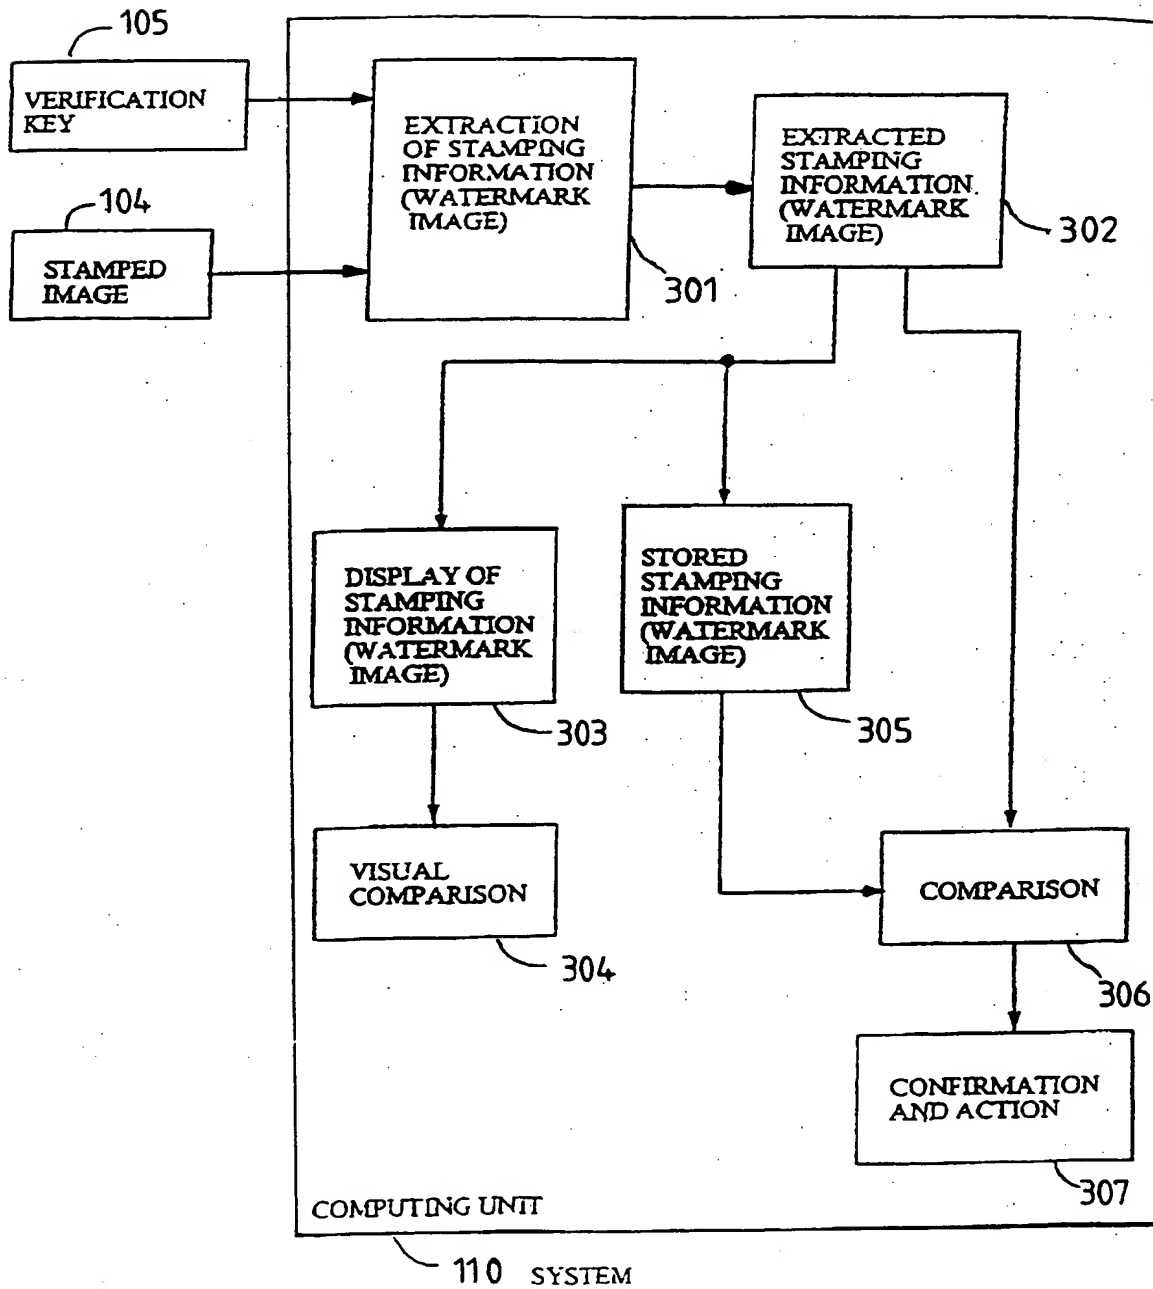 105
VERIFICATION
KEY
104
STAMPED
IMAGE
EXTRACTION
OF STAMPING
INFORMATION
(WATERMARK
IMAGE)
301
EXTRACTED
STAMPING
INFORMATION
(WATERMARK
IMAGE)
302
DISPLAY OF
STAMPING
INFORMATION
(WATERMARK
IMAGE)
303
STORED
STAMPING
INFORMATION
(WATERMARK
IMAGE)
305
VISUAL
COMPARISON
304
COMPARISON
306
CONFIRMATION
AND ACTION
307
COMPUTING UNIT
110
SYSTEM